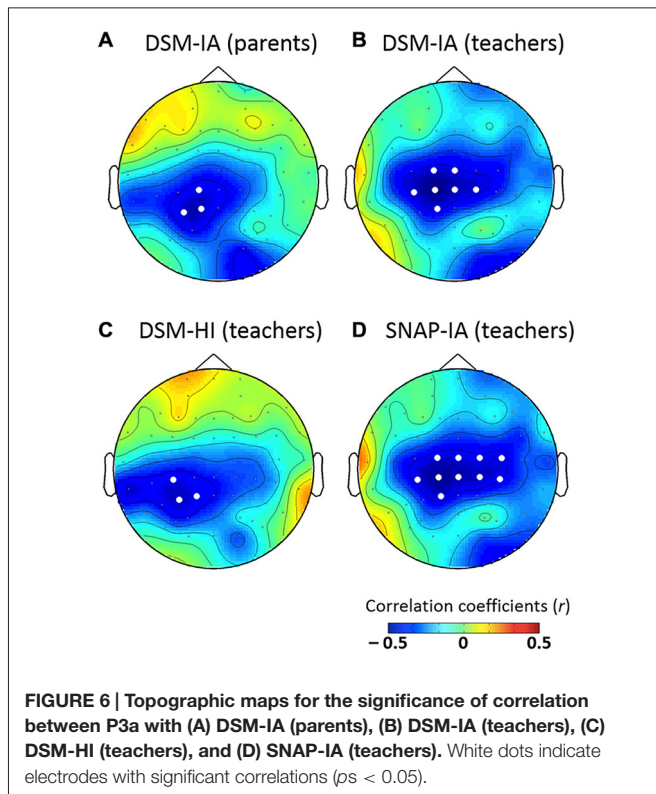 A DSM-IA (parents)
B DSM-IA (teachers)
C DSM-HI (teachers)
D SNAP-IA (teachers)
Correlation coefficients (r)
−0.5 0 0.5
FIGURE 6 | Topographic maps for the significance of correlation
between P3a with (A) DSM-IA (parents), (B) DSM-IA (teachers), (C)
DSM-HI (teachers), and (D) SNAP-IA (teachers). White dots indicate
electrodes with significant correlations (ps < 0.05).